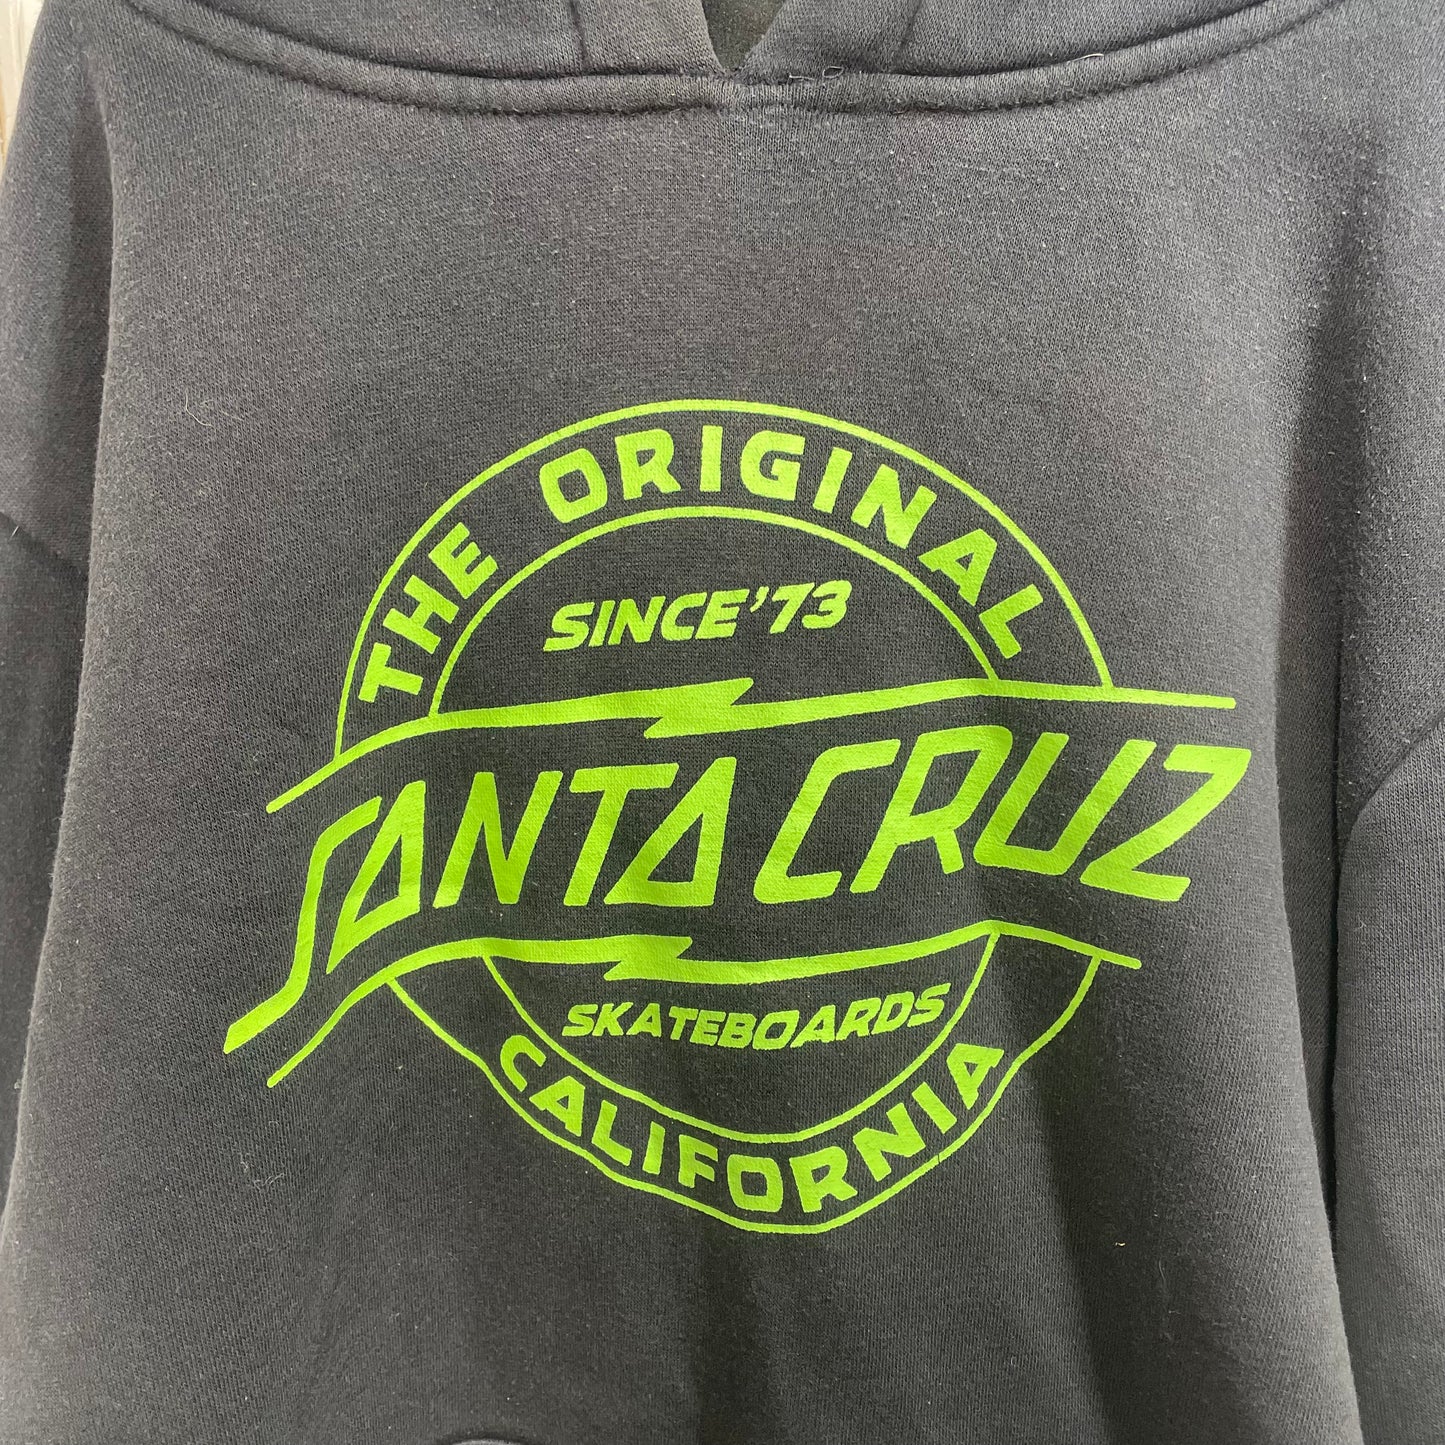 THE ORIGINAL
SINCE '73
SANTA CRUZ
SKATEBOARDS
CALIFORNIA